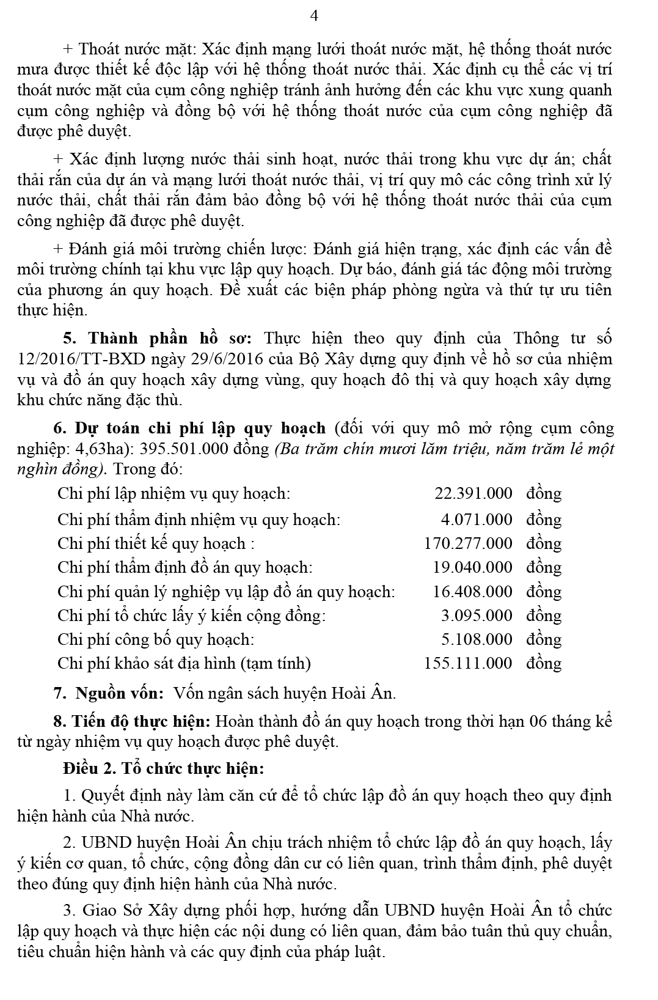 4
+ Thoát nước mặt: Xác định mạng lưới thoát nước mặt, hệ thống thoát nước
mưa được thiết kế độc lập với hệ thống thoát nước thải. Xác định cụ thể các vị trí
thoát nước mặt của cụm công nghiệp tránh ảnh hưởng đến các khu vực xung quanh
cụm công nghiệp và đồng bộ với hệ thống thoát nước của cụm công nghiệp đã
được phê duyệt.
+ Xác định lượng nước thải sinh hoạt, nước thải trong khu vực dự án; chất
thải rắn của dự án và mạng lưới thoát nước thải, vị trí quy mô các công trình xử lý
nước thải, chất thải rắn đảm bảo đồng bộ với hệ thống thoát nước thải của cụm
công nghiệp đã được phê duyệt.
+ Đánh giá môi trường chiến lược: Đánh giá hiện trạng, xác định các vấn đề
môi trường chính tại khu vực lập quy hoạch. Dự báo, đánh giá tác động môi trường
của phương án quy hoạch. Đề xuất các biện pháp phòng ngừa và thứ tự ưu tiên
thực hiện.
5. Thành phần hồ sơ: Thực hiện theo quy định của Thông tư số
12/2016/TT-BXD ngày 29/6/2016 của Bộ Xây dựng quy định về hồ sơ của nhiệm
vụ và đồ án quy hoạch xây dựng vùng, quy hoạch đô thị và quy hoạch xây dựng
khu chức năng đặc thù.
6. Dự toán chi phí lập quy hoạch (đối với quy mô mở rộng cụm công
nghiệp: 4,63ha): 395.501.000 đồng (Ba trăm chín mươi lăm triệu, năm trăm lẻ một
nghìn đồng). Trong đó:
Chi phí lập nhiệm vụ quy hoạch: 22.391.000 đồng
Chi phí thẩm định nhiệm vụ quy hoạch: 4.071.000 đồng
Chi phí thiết kế quy hoạch : 170.277.000 đồng
Chi phí thẩm định đồ án quy hoạch: 19.040.000 đồng
Chi phí quản lý nghiệp vụ lập đồ án quy hoạch: 16.408.000 đồng
Chi phí tổ chức lấy ý kiến cộng đồng: 3.095.000 đồng
Chi phí công bố quy hoạch: 5.108.000 đồng
Chi phí khảo sát địa hình (tạm tính) 155.111.000 đồng
7. Nguồn vốn: Vốn ngân sách huyện Hoài Ân.
8. Tiến độ thực hiện: Hoàn thành đồ án quy hoạch trong thời hạn 06 tháng kể
từ ngày nhiệm vụ quy hoạch được phê duyệt.
Điều 2. Tổ chức thực hiện:
1. Quyết định này làm căn cứ để tổ chức lập đồ án quy hoạch theo quy định
hiện hành của Nhà nước.
2. UBND huyện Hoài Ân chịu trách nhiệm tổ chức lập đồ án quy hoạch, lấy
ý kiến cơ quan, tổ chức, cộng đồng dân cư có liên quan, trình thẩm định, phê duyệt
theo đúng quy định hiện hành của Nhà nước.
3. Giao Sở Xây dựng phối hợp, hướng dẫn UBND huyện Hoài Ân tổ chức
lập quy hoạch và thực hiện các nội dung có liên quan, đảm bảo tuân thủ quy chuẩn,
tiêu chuẩn hiện hành và các quy định của pháp luật.